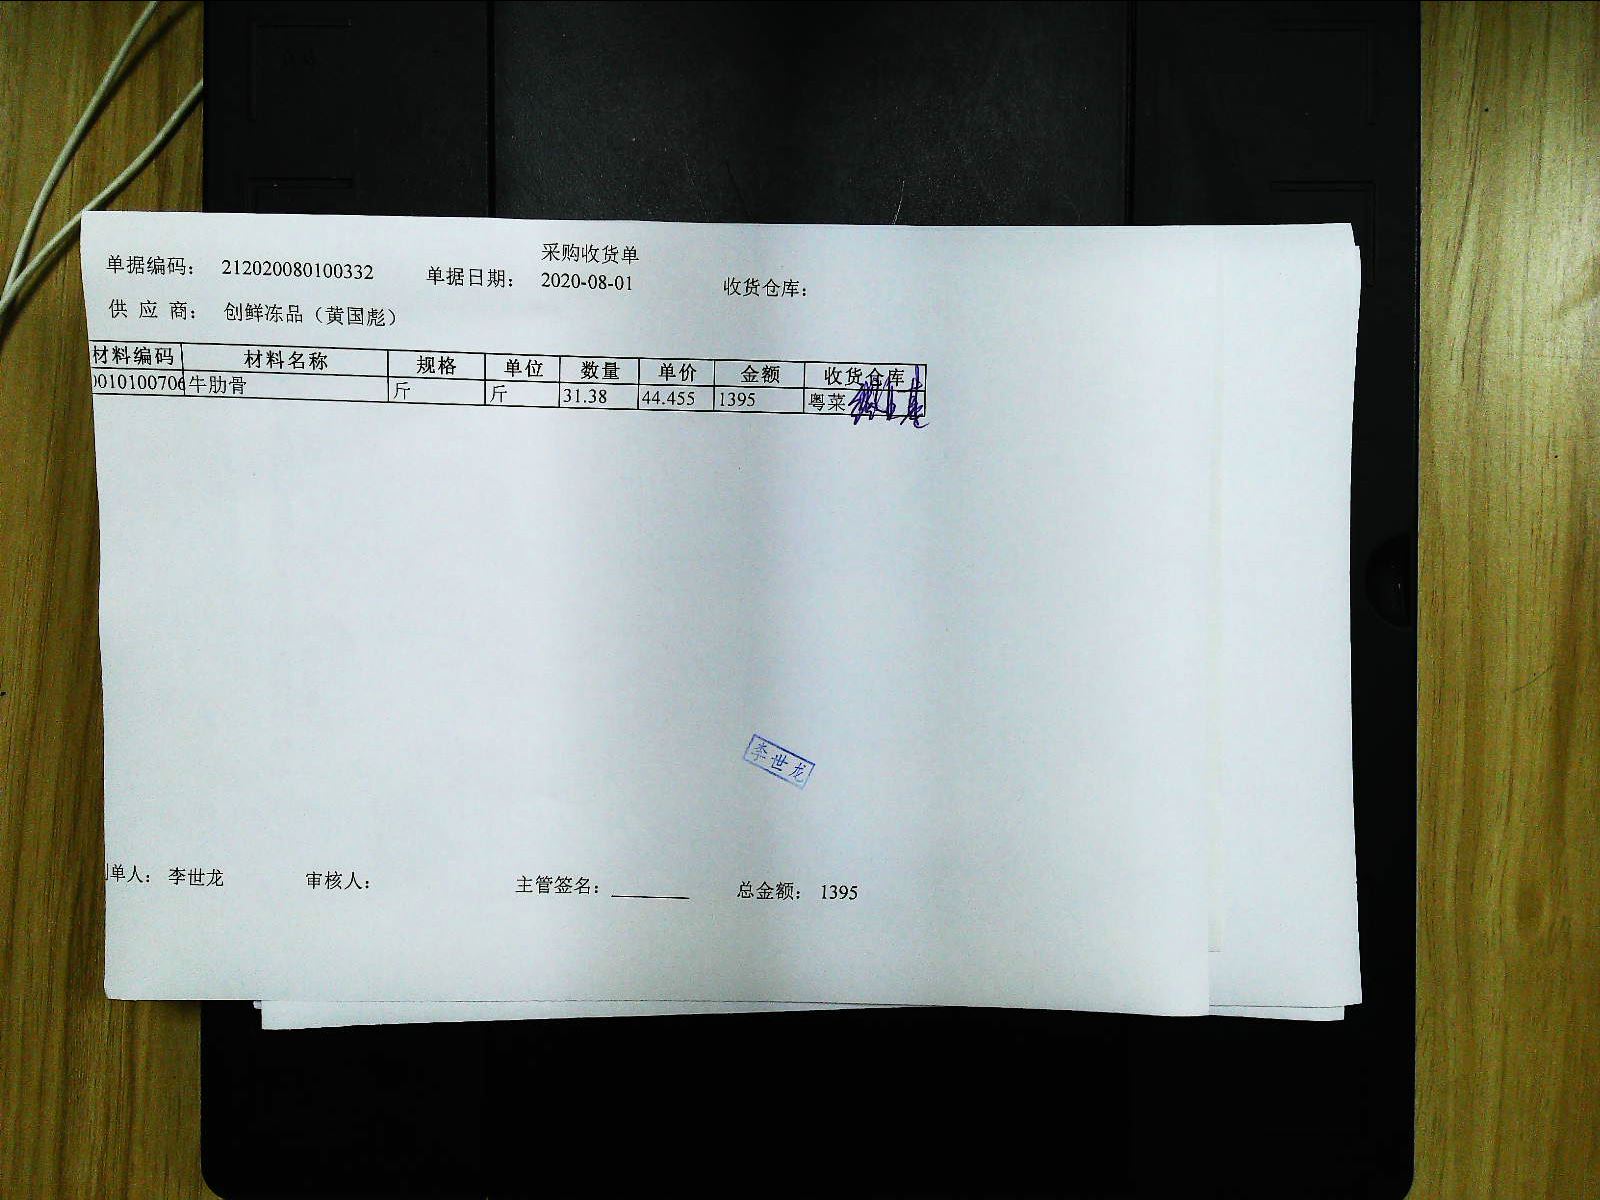 采购收货单
单据编码： 212020080100332 单据日期： 2020-08-01 收货仓库：
供 应 商： 创鲜冻品（黄国彪）
材料编码 材料名称 规格 单位 数量 单价 金额 收货仓库
010100706 牛肋骨 斤 斤 31.38 44.455 1395 粤菜
李世龙
单人： 李世龙 审核人： 主管签名： 总金额： 1395